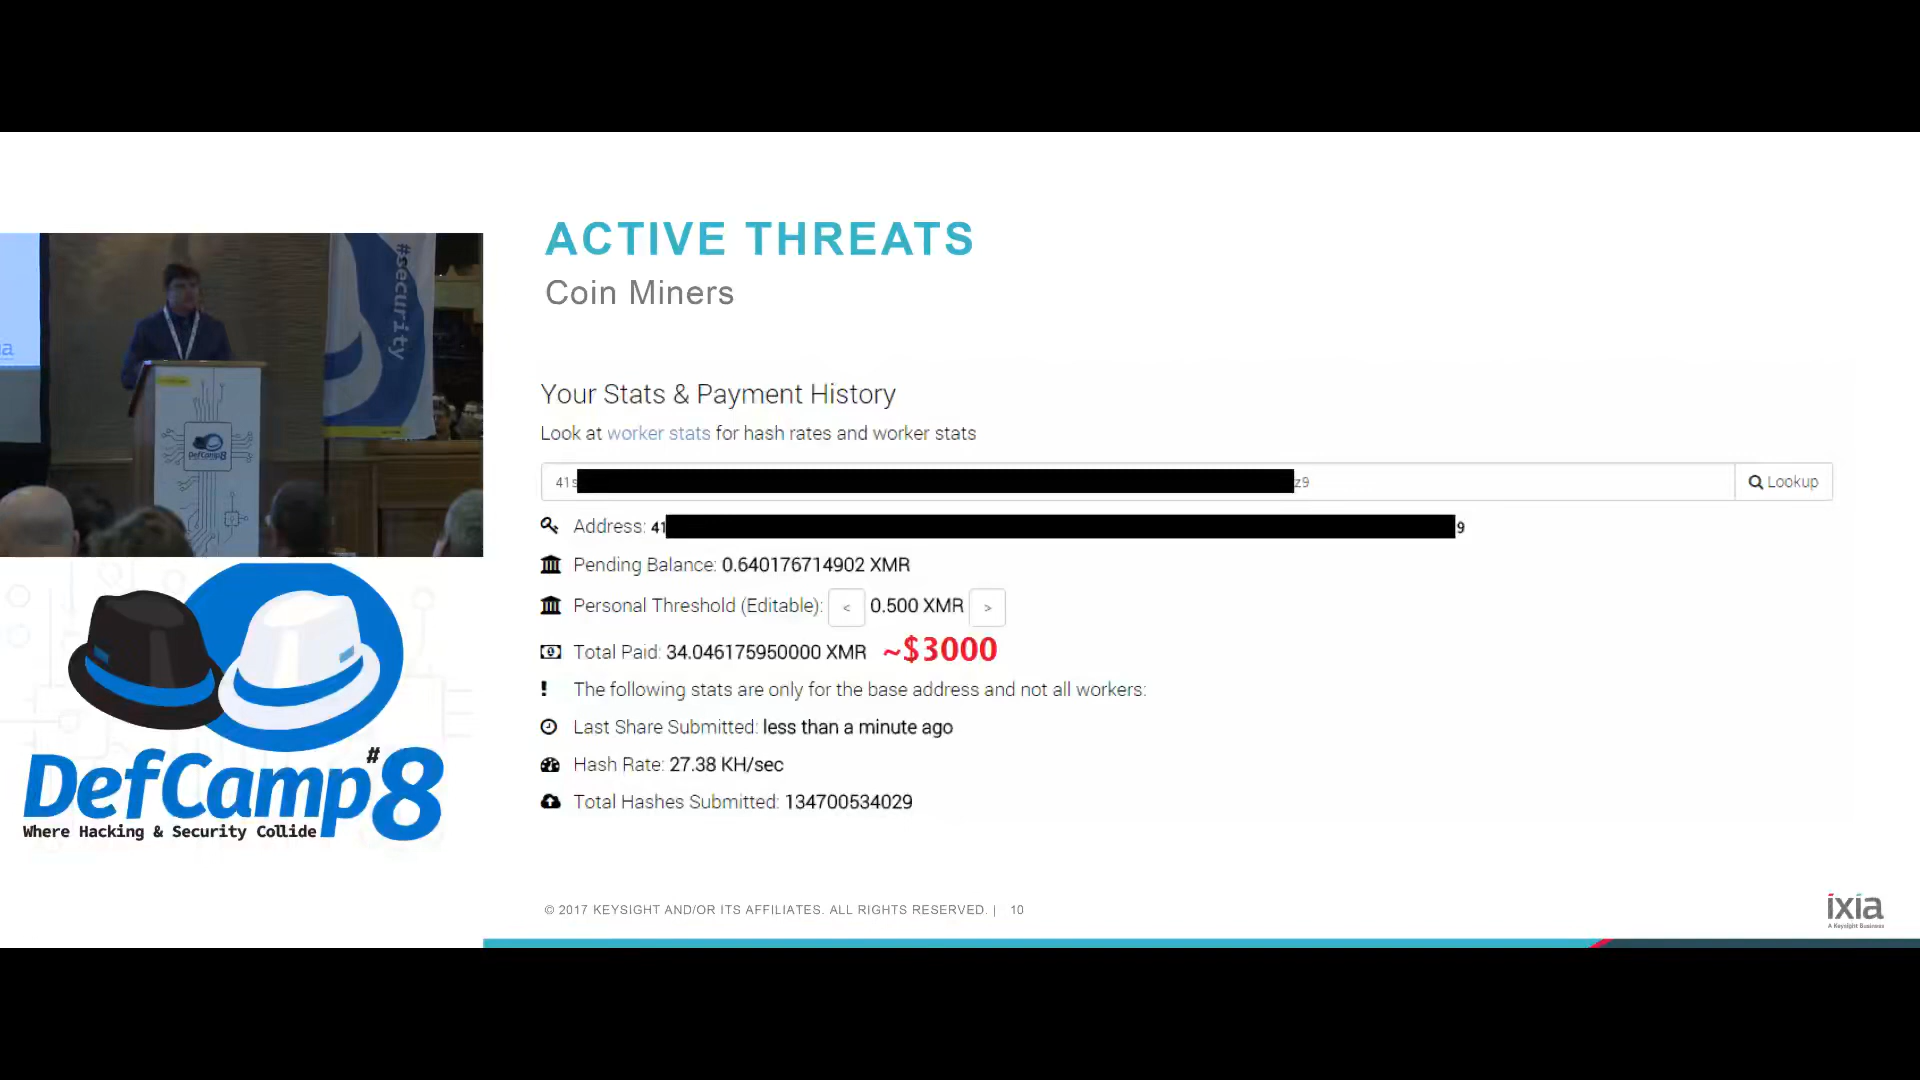 ACTIVE THREATS
Coin Miners
Your Stats & Payment History
Look at worker stats for hash rates and worker stats
41s z9 Lookup
Address: 41 9
Pending Balance: 0.640176714902 XMR
Personal Threshold (Editable): < 0.500 XMR >
Total Paid: 34.046175950000 XMR ~$3000
! The following stats are only for the base address and not all workers:
Last Share Submitted: less than a minute ago
Hash Rate: 27.38 KH/sec
Total Hashes Submitted: 134700534029
© 2017 KEYSIGHT AND/OR ITS AFFILIATES. ALL RIGHTS RESERVED. | 10
ixia
A Keysight Business
#security
ia
DefCamp8
DefCamp#8
Where Hacking & Security Collide